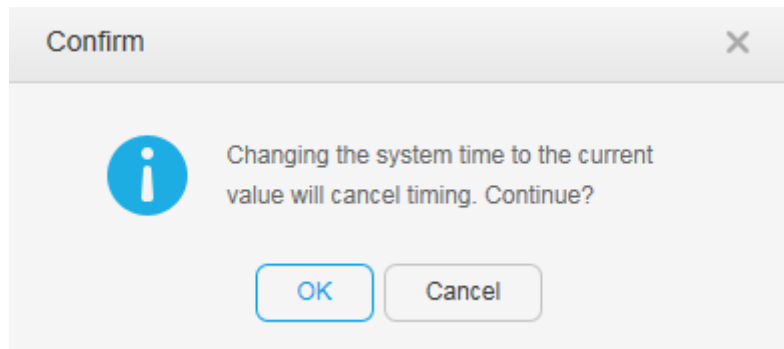 Confirm
Changing the system time to the current
value will cancel timing. Continue?
OK
Cancel